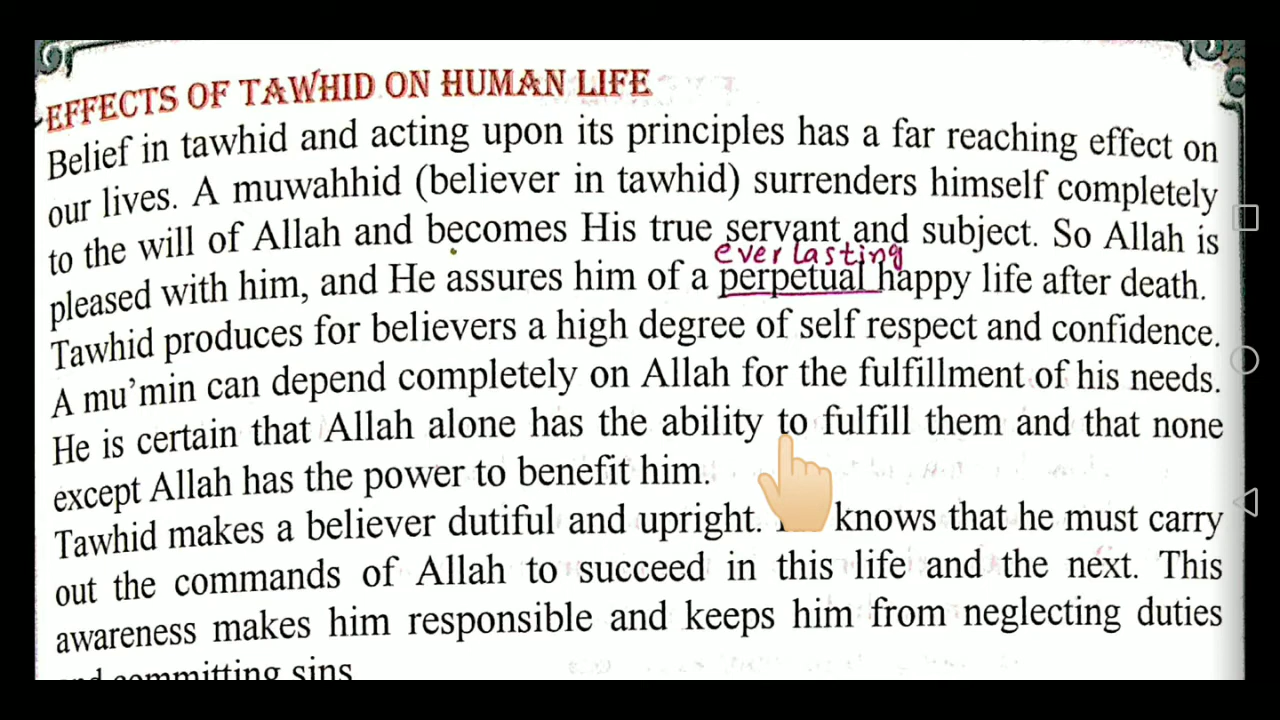 EFFECTS OF TAWHID ON HUMAN LIFE
Belief in tawhid and acting upon its principles has a far reaching effect on
our lives. A muwahhid (believer in tawhid) surrenders himself completely
to the will of Allah and becomes His true servant and subject. So Allah is
everlasting
pleased with him, and He assures him of a perpetual happy life after death.
Tawhid produces for believers a high degree of self respect and confidence.
A mu’min can depend completely on Allah for the fulfillment of his needs.
He is certain that Allah alone has the ability to fulfill them and that none
except Allah has the power to benefit him.
Tawhid makes a believer dutiful and upright. knows that he must carry
out the commands of Allah to succeed in this life and the next. This
awareness makes him responsible and keeps him from neglecting duties
and committing sins